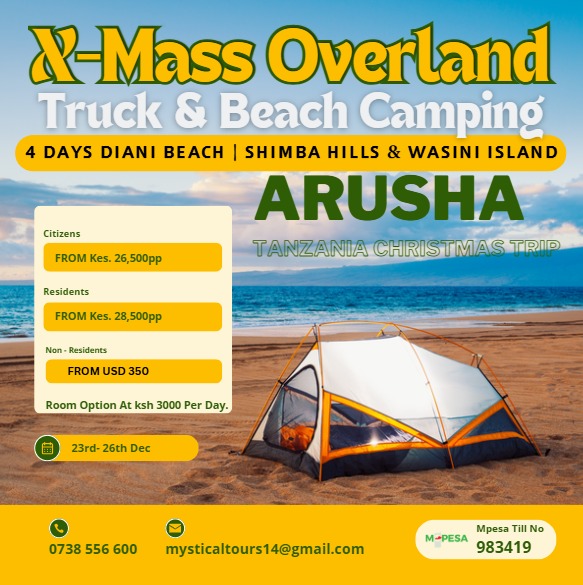 X-Mass Overland
Truck & Beach Camping
4 DAYS DIANI BEACH | SHIMBA HILLS & WASINI ISLAND
ARUSHA
TANZANIA CHRISTMAS TRIP
Citizens
FROM Kes. 26,500pp
Residents
FROM Kes. 28,500pp
Non - Residents
FROM USD 350
Room Option At ksh 3000 Per Day.
23rd- 26th Dec
0738 556 600
mysticaltours14@gmail.com
M-PESA
Mpesa Till No
983419